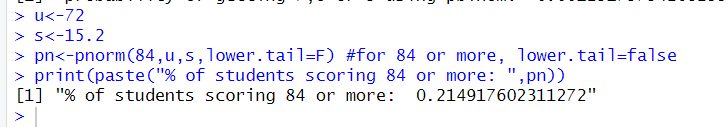 > u<-72
> s<-15.2
> pn<-pnorm(84,u,s,lower.tail=F) #for 84 or more, lower.tail=false
> print(paste("% of students scoring 84 or more: ",pn))
[1] "% of students scoring 84 or more:  0.214917602311272"
>